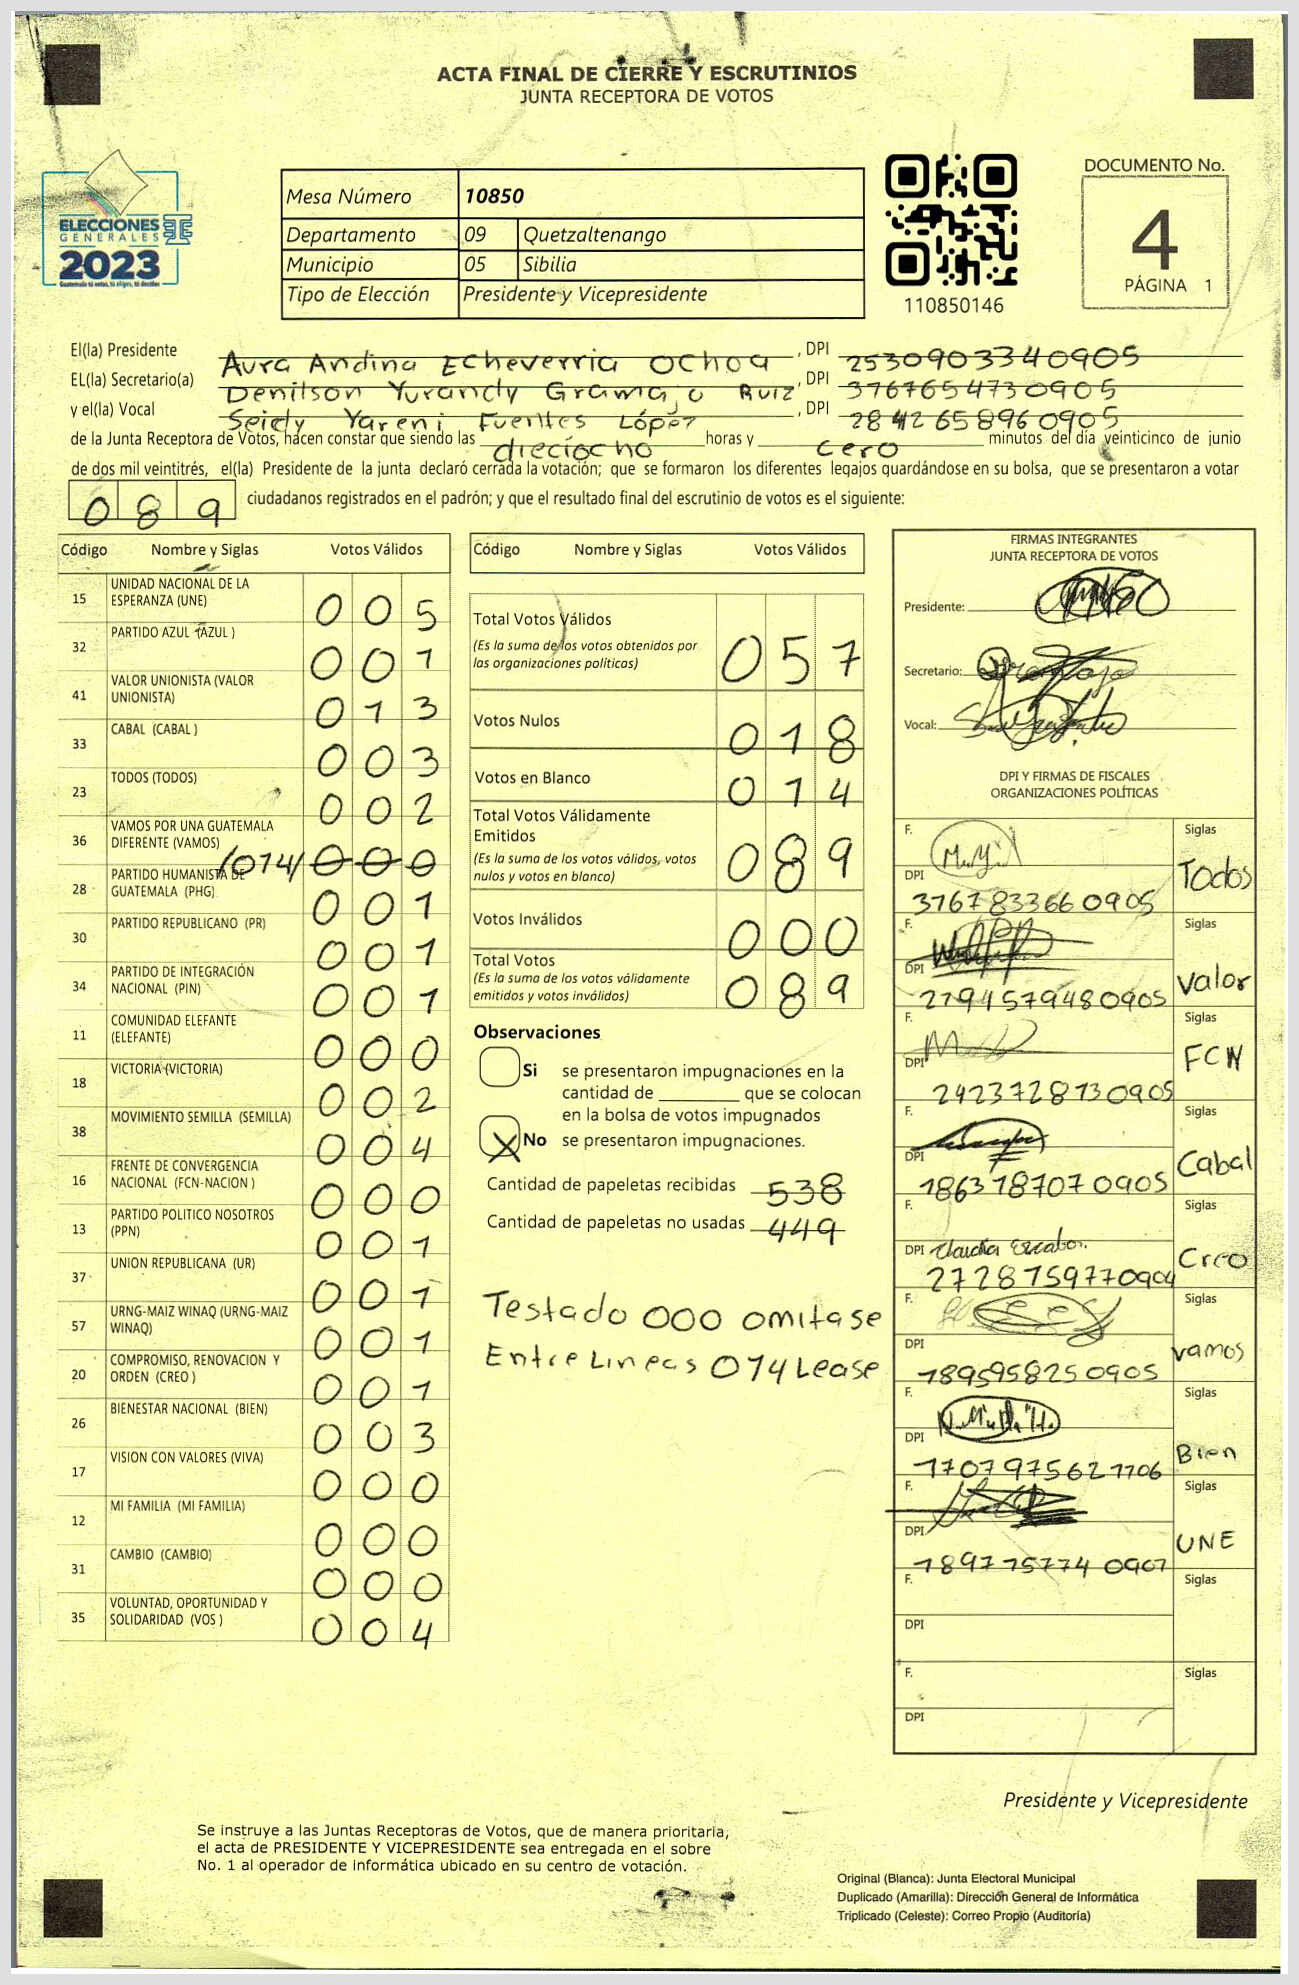 ACTA FINAL DE CIERRE Y ESCRUTINIOS
JUNTA RECEPTORA DE VOTOS
ELECCIONES
GENERALES
2023
Guatemala tú votas, tú eliges, tú decides
Mesa Número 10850
Departamento 09 Quetzaltenango
Municipio 05 Sibilia
Tipo de Elección Presidente y Vicepresidente
110850146
DOCUMENTO No.
4
PÁGINA 1
El(la) Presidente Aura Andina Echeverria Ochoa, DPI 2530903340905
EL(la) Secretario(a) Denilson Yurandy Gramajo Ruiz, DPI 3767654730905
y el(la) Vocal Seidy Yareni Fuentes López, DPI 2842658960905
de la Junta Receptora de Votos, hacen constar que siendo las dieciocho horas y cero minutos del día veinticinco de junio
de dos mil veintitrés, el(la) Presidente de la junta declaró cerrada la votación; que se formaron los diferentes legajos guardándose en su bolsa, que se presentaron a votar
089 ciudadanos registrados en el padrón; y que el resultado final del escrutinio de votos es el siguiente:
Código Nombre y Siglas Votos Válidos
15 UNIDAD NACIONAL DE LA ESPERANZA (UNE) 005
32 PARTIDO AZUL (AZUL ) 001
41 VALOR UNIONISTA (VALOR UNIONISTA) 013
33 CABAL (CABAL ) 003
23 TODOS (TODOS) 002
36 VAMOS POR UNA GUATEMALA DIFERENTE (VAMOS) /014/ 000
28 PARTIDO HUMANISTA DE GUATEMALA (PHG) 001
30 PARTIDO REPUBLICANO (PR) 001
34 PARTIDO DE INTEGRACIÓN NACIONAL (PIN) 001
11 COMUNIDAD ELEFANTE (ELEFANTE) 000
18 VICTORIA (VICTORIA) 002
38 MOVIMIENTO SEMILLA (SEMILLA) 004
16 FRENTE DE CONVERGENCIA NACIONAL (FCN-NACION ) 000
13 PARTIDO POLITICO NOSOTROS (PPN) 001
37 UNION REPUBLICANA (UR) 001
57 URNG-MAIZ WINAQ (URNG-MAIZ WINAQ) 001
20 COMPROMISO, RENOVACION Y ORDEN (CREO ) 001
26 BIENESTAR NACIONAL (BIEN) 003
17 VISION CON VALORES (VIVA) 000
12 MI FAMILIA (MI FAMILIA) 000
31 CAMBIO (CAMBIO) 000
35 VOLUNTAD, OPORTUNIDAD Y SOLIDARIDAD (VOS ) 004
Código Nombre y Siglas Votos Válidos
Total Votos Válidos 057
(Es la suma de los votos obtenidos por
las organizaciones políticas)
Votos Nulos 018
Votos en Blanco 014
Total Votos Válidamente
Emitidos 089
(Es la suma de los votos válidos, votos
nulos y votos en blanco)
Votos Inválidos 000
Total Votos 089
(Es la suma de los votos válidamente
emitidos y votos inválidos)
Observaciones
Si se presentaron impugnaciones en la
cantidad de ________ que se colocan
en la bolsa de votos impugnados
X No se presentaron impugnaciones.
Cantidad de papeletas recibidas 538
Cantidad de papeletas no usadas 449
Testado 000 omitase
Entre Lineas 014 Lease
FIRMAS INTEGRANTES
JUNTA RECEPTORA DE VOTOS
Presidente:
Secretario:
Vocal:
DPI Y FIRMAS DE FISCALES
ORGANIZACIONES POLÍTICAS
F. Siglas
DPI 3767833660905 Todos
F. Siglas
DPI 2794579480905 Valor
F. Siglas
DPI 2423728730905 FCN
F. Siglas
DPI 1863787070905 Cabal
F. Siglas
DPI Claudia Escobar. Creo
2728759770904
F. Siglas
DPI 1895958250905 vamos
F. Siglas
DPI 1707975621706 Bien
F. Siglas
DPI 1897757740907 UNE
F. Siglas
DPI
F. Siglas
DPI
Presidente y Vicepresidente
Se instruye a las Juntas Receptoras de Votos, que de manera prioritaria,
el acta de PRESIDENTE Y VICEPRESIDENTE sea entregada en el sobre
No. 1 al operador de informática ubicado en su centro de votación.
Original (Blanca): Junta Electoral Municipal
Duplicado (Amarilla): Dirección General de Informática
Triplicado (Celeste): Correo Propio (Auditoría)